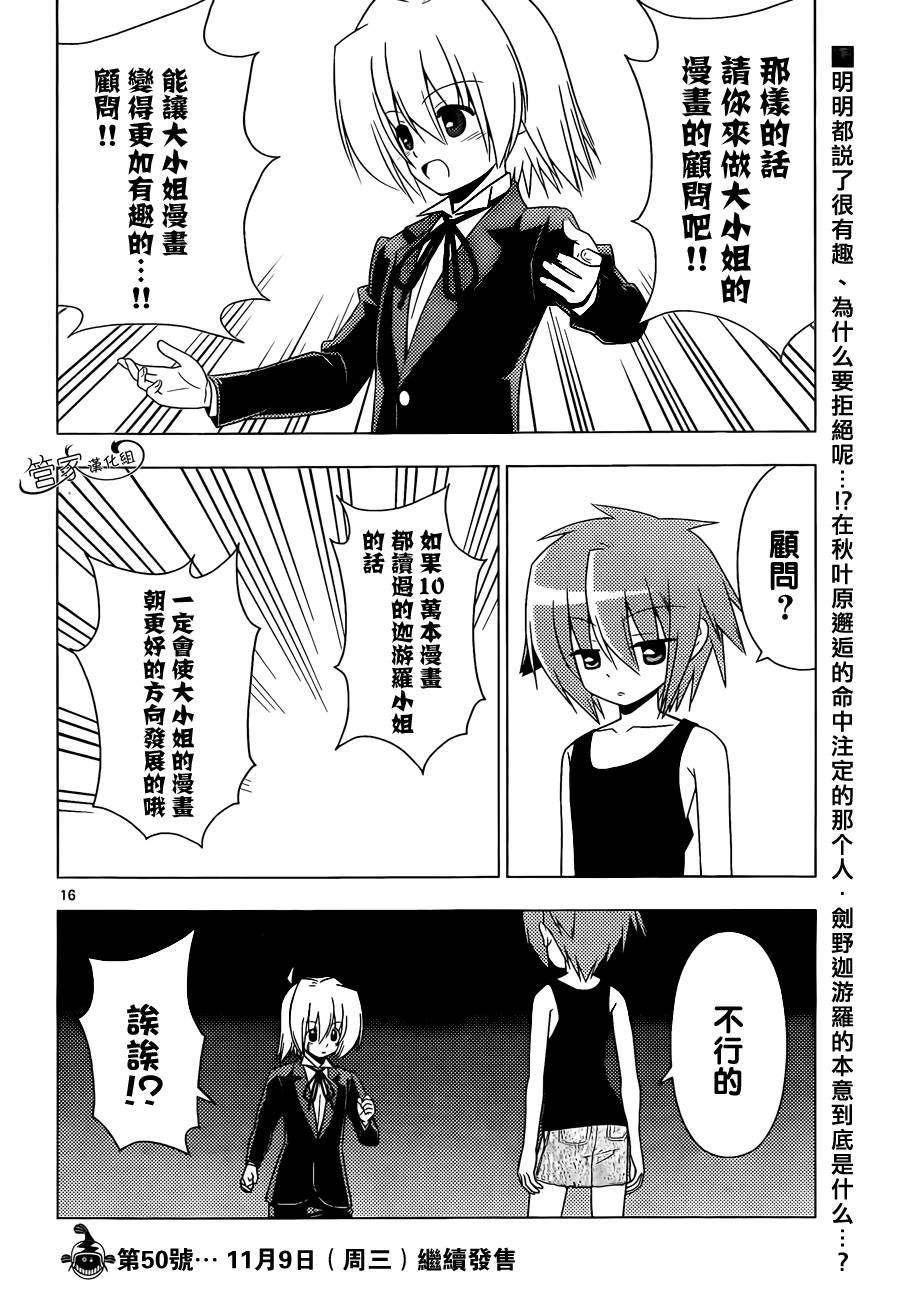 那樣的話
請你來做大小姐的
漫畫的顧問吧!!
能讓大小姐漫畫
變得更加有趣的…!!
顧問!!
管家漢化組
顧問?
如果10萬本漫畫
都讀過的迦游羅小姐
的話
一定會使大小姐的漫畫
朝更好的方向發展的哦
16
不行的
誒誒!?
明明都説了很有趣、為什么要拒絕呢…!?在秋叶原邂逅的命中注定的那个人・劍野迦游羅的本意到底是什么…?
第50號… 11月9日（周三）繼續發售